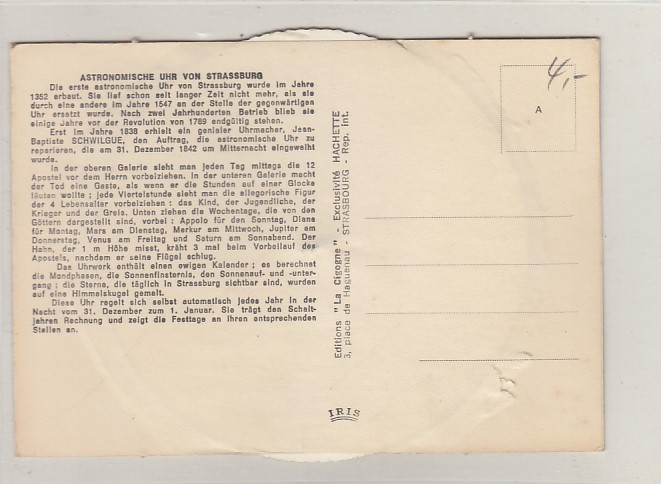 ASTRONOMISCHE UHR VON STRASSBURG
Die erste astronomische Uhr von Strassburg wurde im Jahre
1352 erbaut. Sie lief schon seit langer Zeit nicht mehr, als sie
durch eine andere im Jahre 1547 an der Stelle der gegenwärtigen
Uhr ersetzt wurde. Nach zwei Jahrhunderten Betrieb blieb sie
einige Jahre vor der Revolution von 1789 endgültig stehen.
Erst im Jahre 1838 erhielt ein genialer Uhrmacher, Jean-
Baptiste SCHWILGUE, den Auftrag, die astronomische Uhr zu
reparieren, die am 31. Dezember 1842 um Mitternacht eingeweiht
wurde.
In der oberen Galerie sieht man jeden Tag mittags die 12
Apostel vor dem Herrn vorbeiziehen. In der unteren Galerie macht
der Tod eine Geste, als wenn er die Stunden auf einer Glocke
läuten wollte ; jede Viertelstunde sieht man die allegorische Figur
der 4 Lebensalter vorbeiziehen : das Kind, der Jugendliche, der
Krieger und der Greis. Unten ziehen die Wochentage, die von den
Göttern dargestellt sind, vorbei : Appolo für den Sonntag, Diana
für Montag, Mars am Dienstag, Merkur am Mittwoch, Jupiter am
Donnerstag, Venus am Freitag und Saturn am Sonnabend. Der
Hahn, der 1 m Höhe misst, kräht 3 mal beim Vorbeilauf des
Apostels, nachdem er seine Flügel schlug.
Das Uhrwerk enthält einen ewigen Kalender ; es berechnet
die Mondphasen, die Sonnenfinsternis, den Sonnenauf- und -unter-
gang ; die Sterne, die täglich in Strassburg sichtbar sind, wurden
auf eine Himmelskugel gemalt.
Diese Uhr regelt sich selbst automatisch jedes Jahr in der
Nacht vom 31. Dezember zum 1. Januar. Sie trägt den Schalt-
jahren Rechnung und zeigt die Festtage an ihren entsprechenden
Stellen an.
Editions "La Cigogne" - Exclusivité HACHETTE
3, place de Haguenau - STRASBOURG - Rep. Int.
IRIS
A
4,-